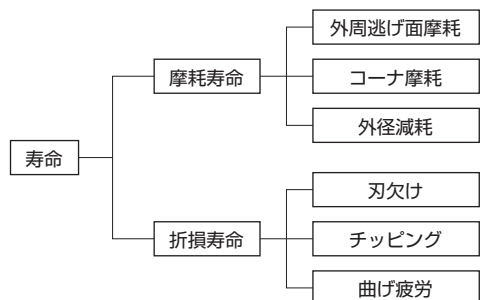 寿命
摩耗寿命
外周逃げ面摩耗
コーナ摩耗
外径減耗
折損寿命
刃欠け
チッピング
曲げ疲労